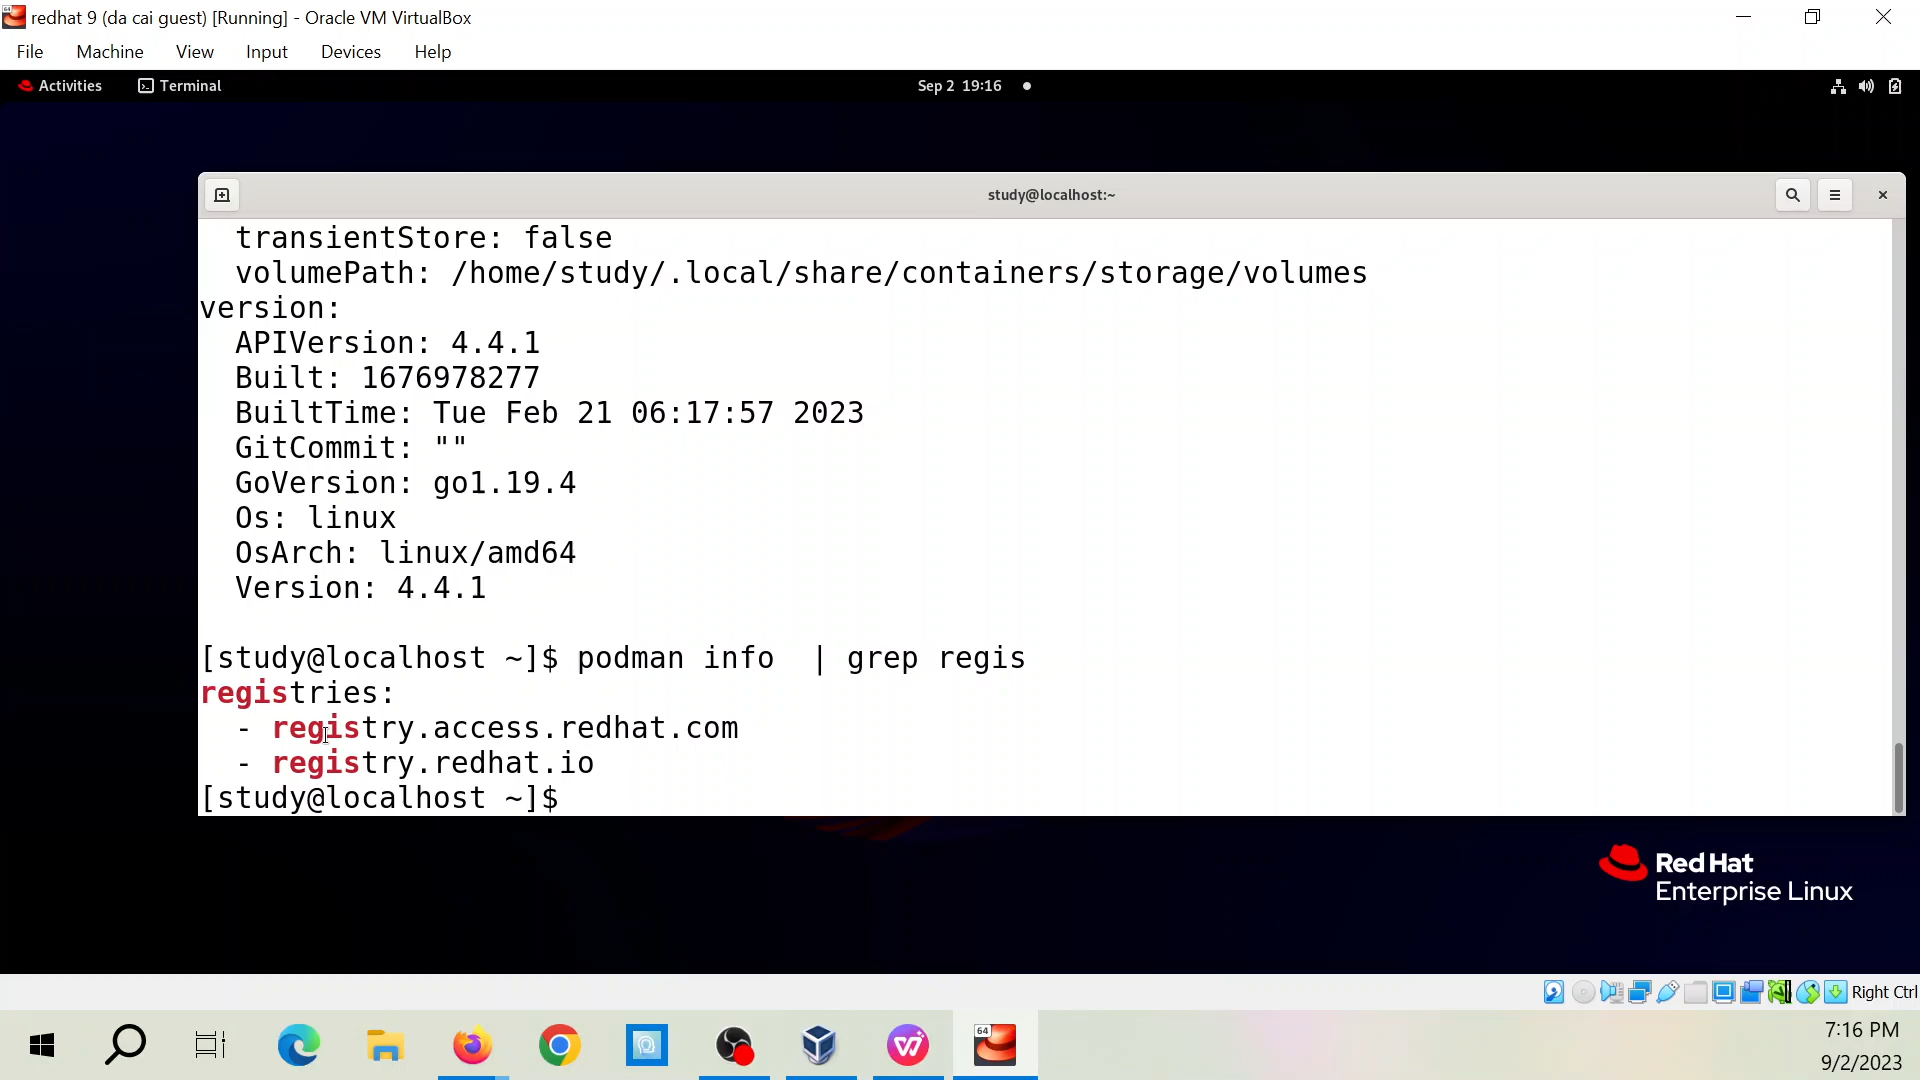 redhat 9 (da cai guest) [Running] - Oracle VM VirtualBox
File Machine View Input Devices Help
Activities Terminal Sep 2 19:16
study@localhost:~
transientStore: false
volumePath: /home/study/.local/share/containers/storage/volumes
version:
APIVersion: 4.4.1
Built: 1676978277
BuiltTime: Tue Feb 21 06:17:57 2023
GitCommit: ""
GoVersion: go1.19.4
Os: linux
OsArch: linux/amd64
Version: 4.4.1
[study@localhost ~]$ podman info  | grep regis
registries:
- registry.access.redhat.com
- registry.redhat.io
[study@localhost ~]$
Red Hat
Enterprise Linux
Right Ctrl
64
7:16 PM
9/2/2023